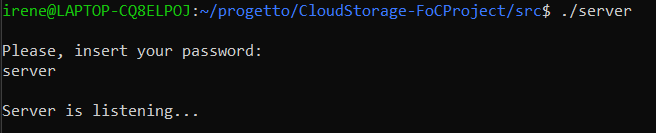 irene@LAPTOP-CQ8ELPOJ:~/progetto/CloudStorage-FoCProject/src$ ./server
Please, insert your password:
server
Server is listening...